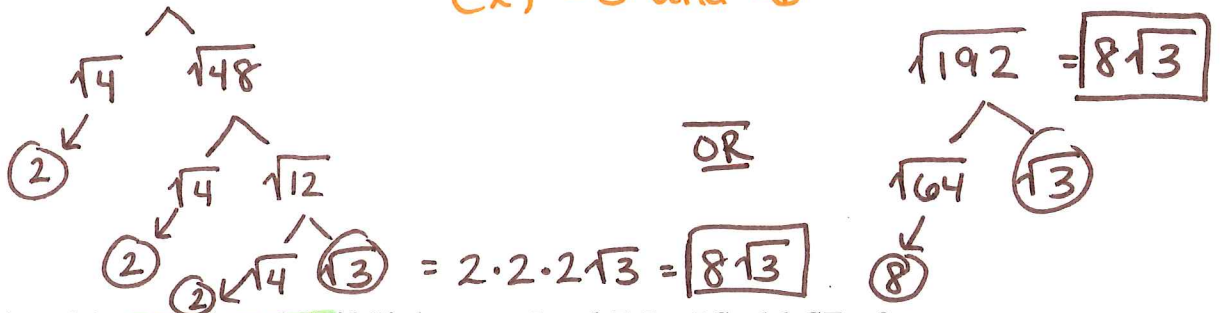 √4 √48 √192 = 8√3
2 OR √4 √12 √64 √3
2 2 √4 √3 = 2·2·2√3 = 8√3 8